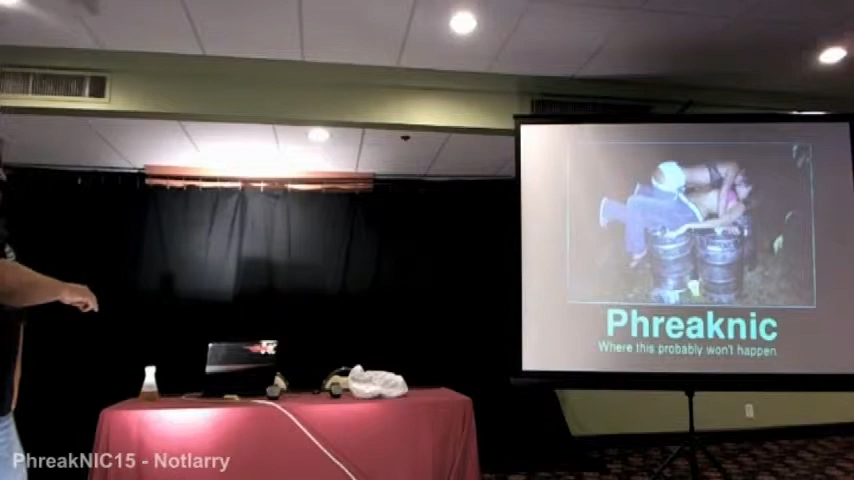 Phreaknic
Where this probably won't happen.
PhreakNIC15 - Notlarry